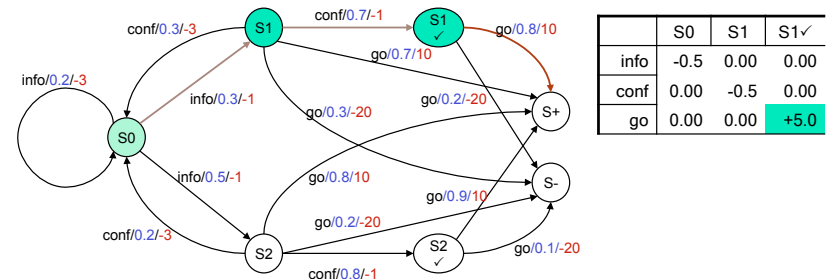 conf/0.7/-1
conf/0.3/-3
S1
S1
✓
go/0.8/10
go/0.7/10
info/0.2/-3
info/0.3/-1
go/0.2/-20
go/0.3/-20
S+
S0
info/0.5/-1
go/0.8/10
S-
go/0.9/10
go/0.2/-20
conf/0.2/-3
S2
S2
✓
go/0.1/-20
conf/0.8/-1
S0 S1 S1✓
info -0.5 0.00 0.00
conf 0.00 -0.5 0.00
go 0.00 0.00 +5.0